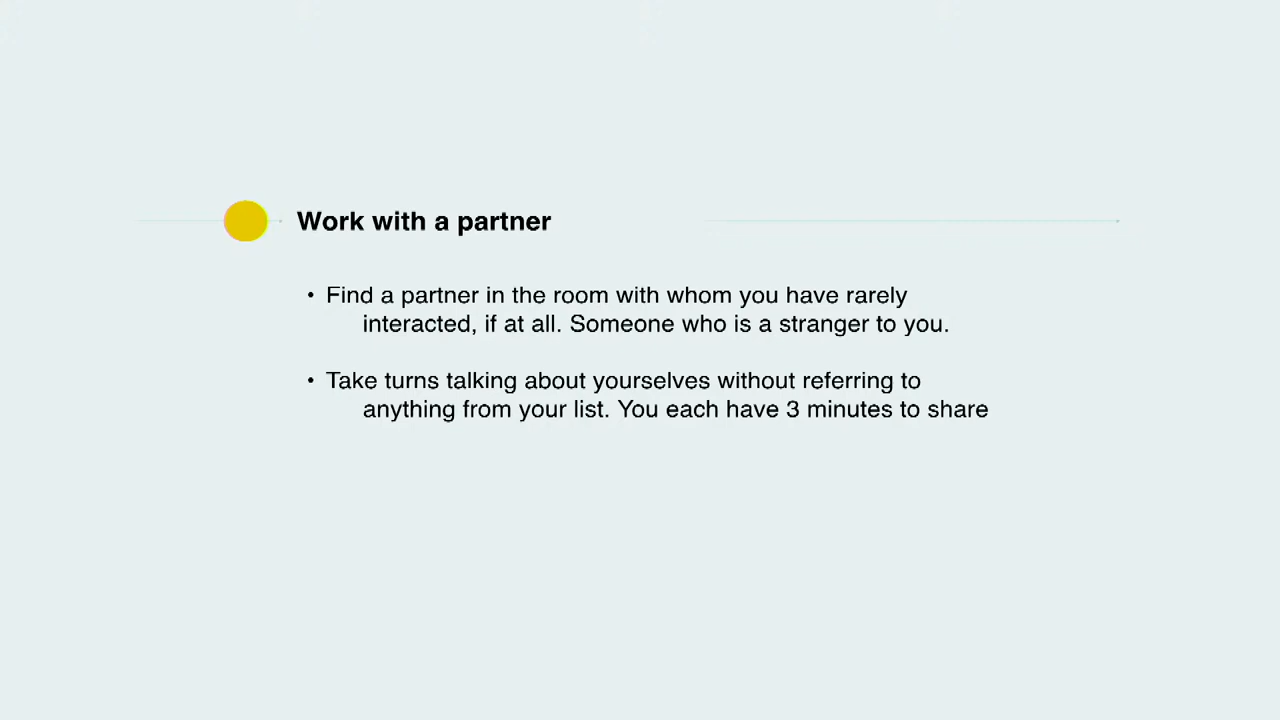 Work with a partner
• Find a partner in the room with whom you have rarely
interacted, if at all. Someone who is a stranger to you.
• Take turns talking about yourselves without referring to
anything from your list. You each have 3 minutes to share